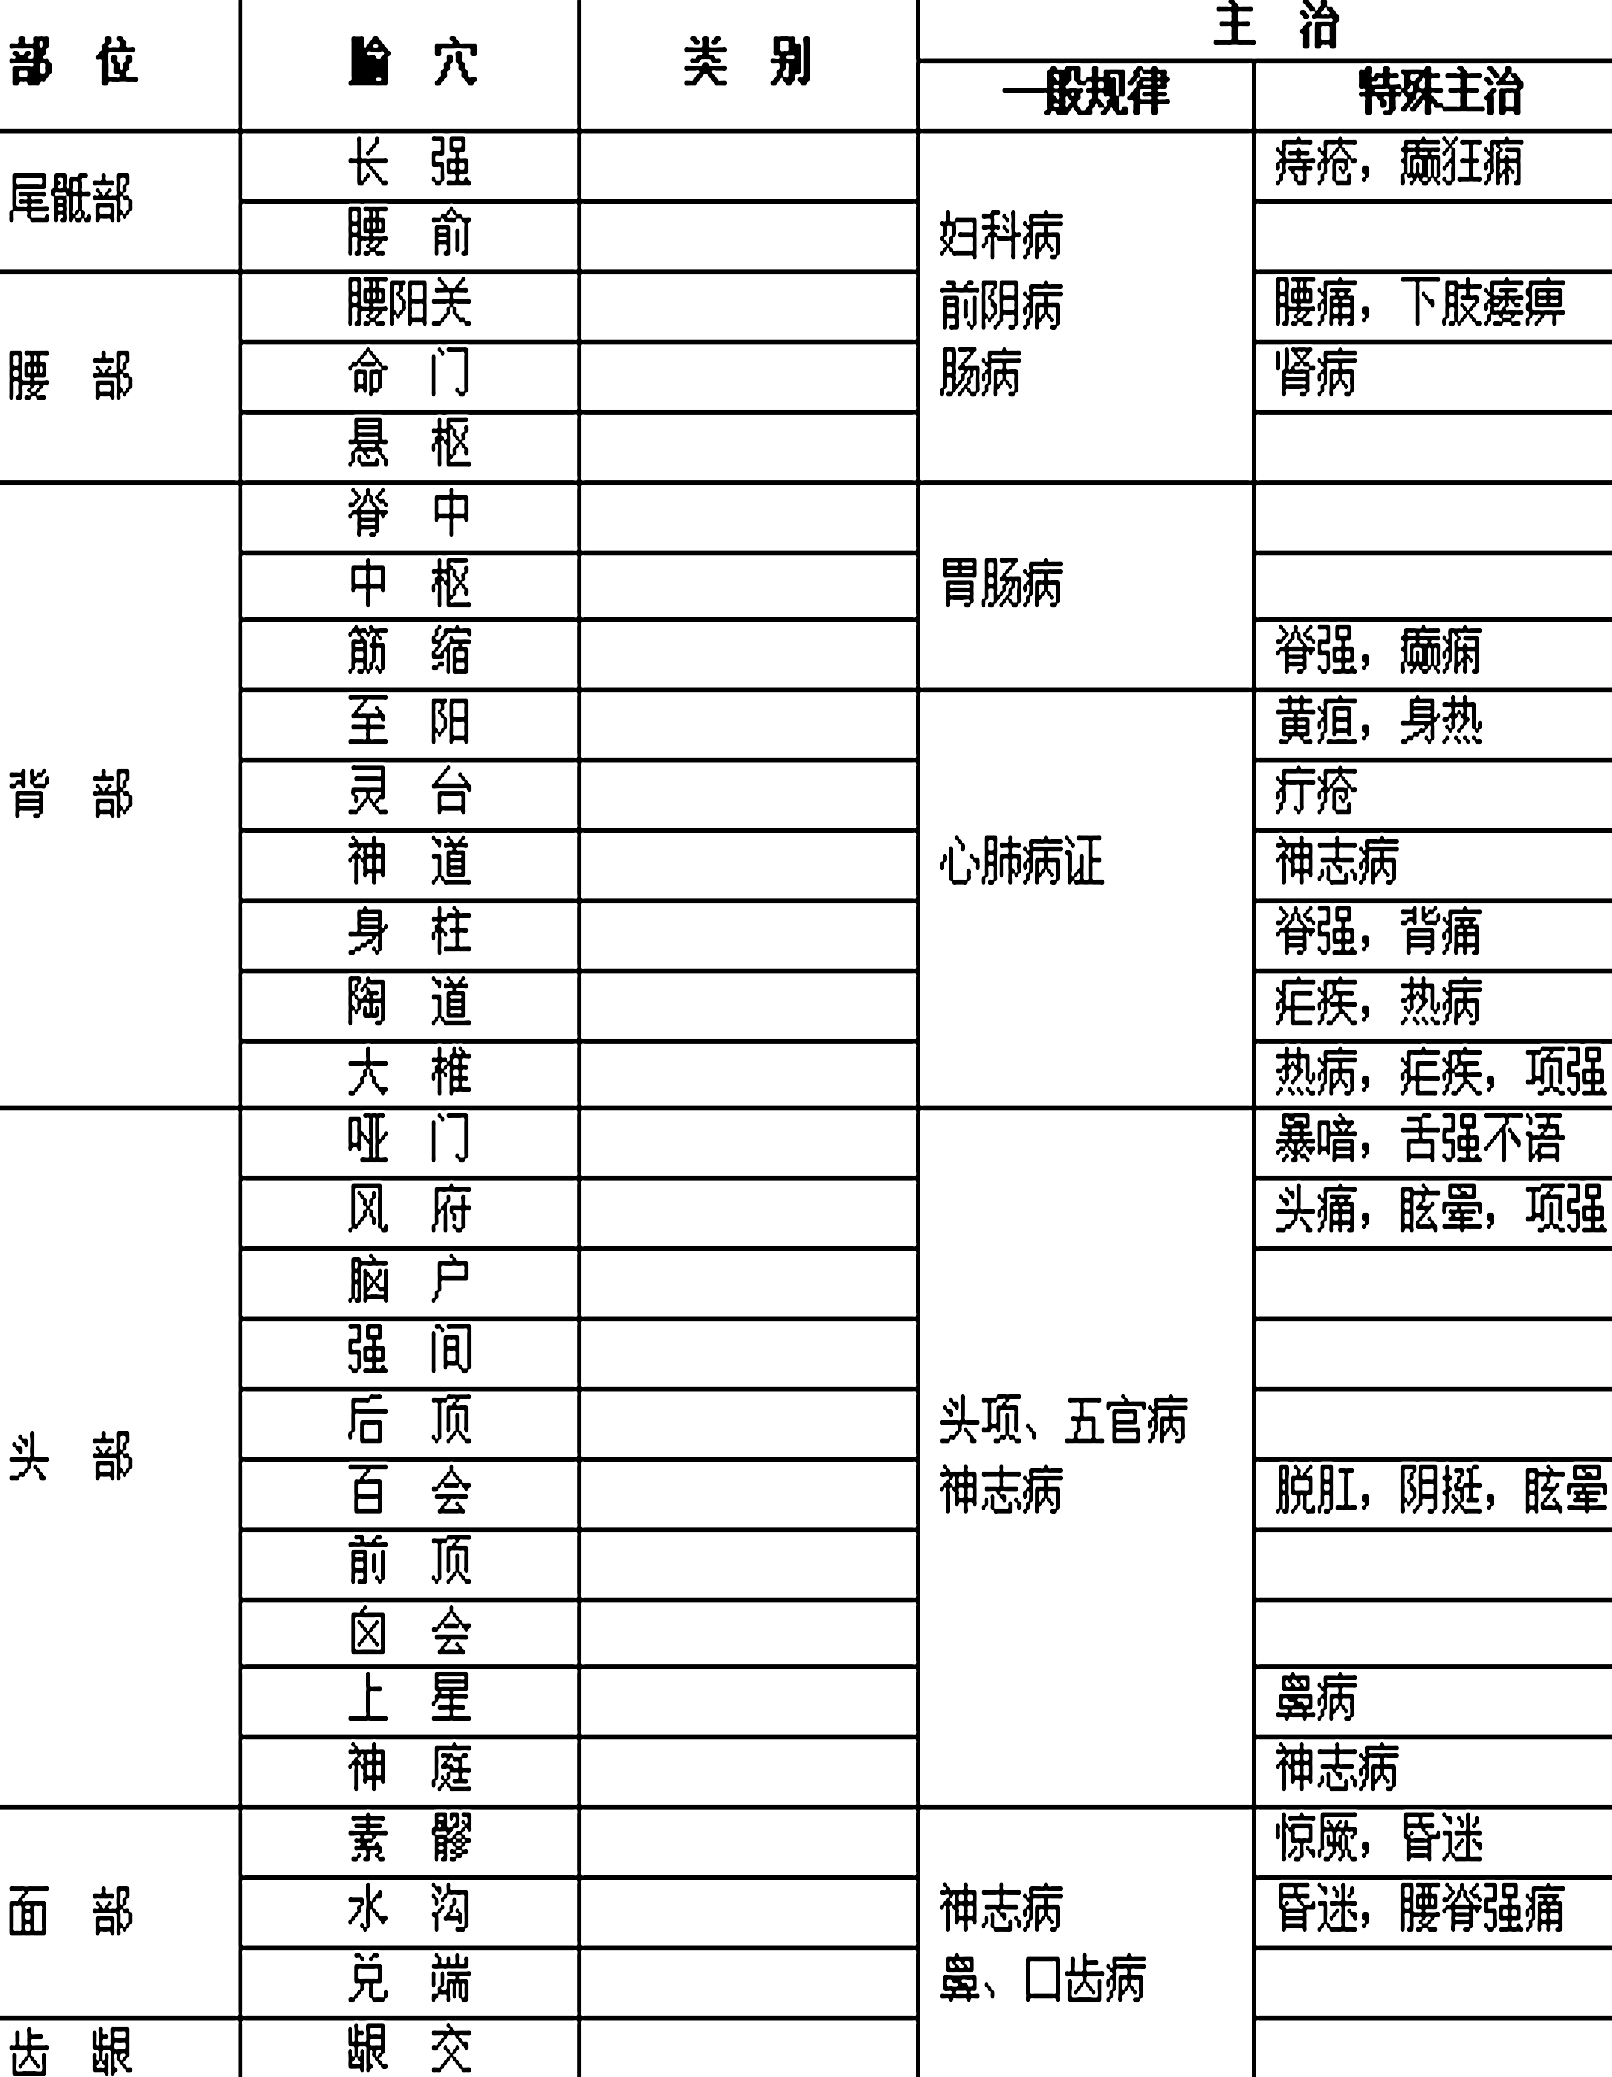 部 位 腧 穴 类 别 主 治
一般规律 特殊主治
尾骶部 长 强 痔疮，癫狂痫
腰 俞 妇科病
腰 部 腰阳关 前阴病 腰痛，下肢痿痹
命 门 肠病 肾病
悬 枢
背 部 脊 中
中 枢 胃肠病
筋 缩 脊强，癫痫
至 阳 黄疸，身热
灵 台 疔疮
神 道 心肺病证 神志病
身 柱 脊强，背痛
陶 道 疟疾，热病
大 椎 热病，疟疾，项强
头 部 哑 门 暴喑，舌强不语
风 府 头痛，眩晕，项强
脑 户
强 间
后 顶 头项、五官病
百 会 神志病 脱肛，阴挺，眩晕
前 顶
囟 会
上 星 鼻病
神 庭 神志病
面 部 素 髎 惊厥，昏迷
水 沟 神志病 昏迷，腰脊强痛
兑 端 鼻、口齿病
齿 龈 龈 交